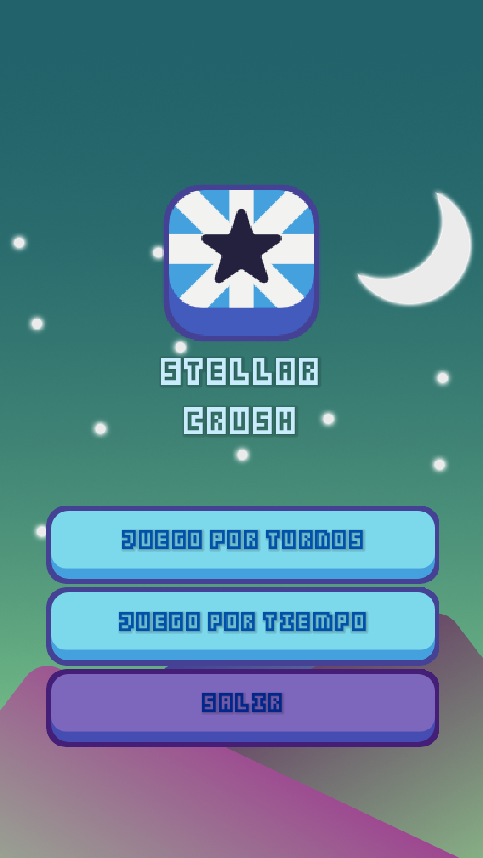 STELLAR
CRUSH
JUEGO POR TURNOS
JUEGO POR TIEMPO
SALIR